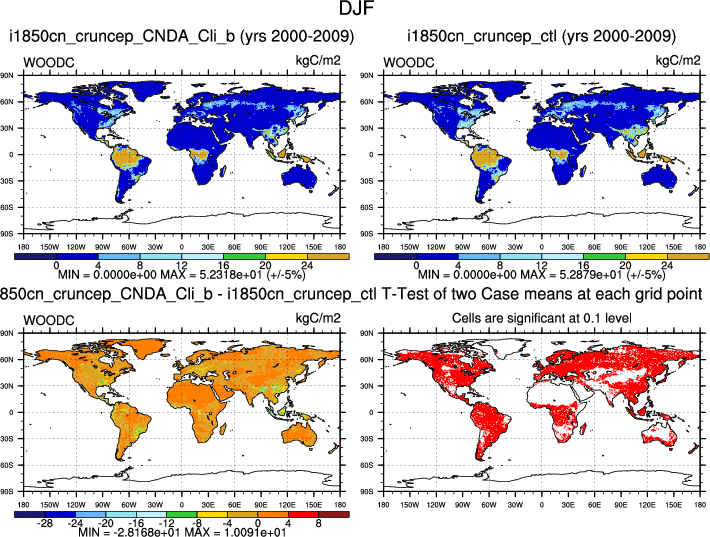 DJF
i1850cn_cruncep_CNDA_Cli_b (yrs 2000-2009)
i1850cn_cruncep_ctl (yrs 2000-2009)
WOODC kgC/m2
WOODC kgC/m2
90N
60N
30N
0
30S
60S
90S
90N
60N
30N
0
30S
60S
90S
180 150W 120W 90W 60W 30W 0 30E 60E 90E 120E 150E 180
180 150W 120W 90W 60W 30W 0 30E 60E 90E 120E 150E 180
0 4 8 12 16 20 24
0 4 8 12 16 20 24
MIN = 0.0000e+00 MAX = 5.2318e+01 (+/-5%)
MIN = 0.0000e+00 MAX = 5.2879e+01 (+/-5%)
850cn_cruncep_CNDA_Cli_b - i1850cn_cruncep_ctl
T-Test of two Case means at each grid point
WOODC kgC/m2
Cells are significant at 0.1 level
90N
60N
30N
0
30S
60S
90S
90N
60N
30N
0
30S
60S
90S
180 150W 120W 90W 60W 30W 0 30E 60E 90E 120E 150E 180
180 150W 120W 90W 60W 30W 0 30E 60E 90E 120E 150E 180
-28 -24 -20 -16 -12 -8 -4 0 4 8
MIN = -2.8168e+01 MAX = 1.0091e+01